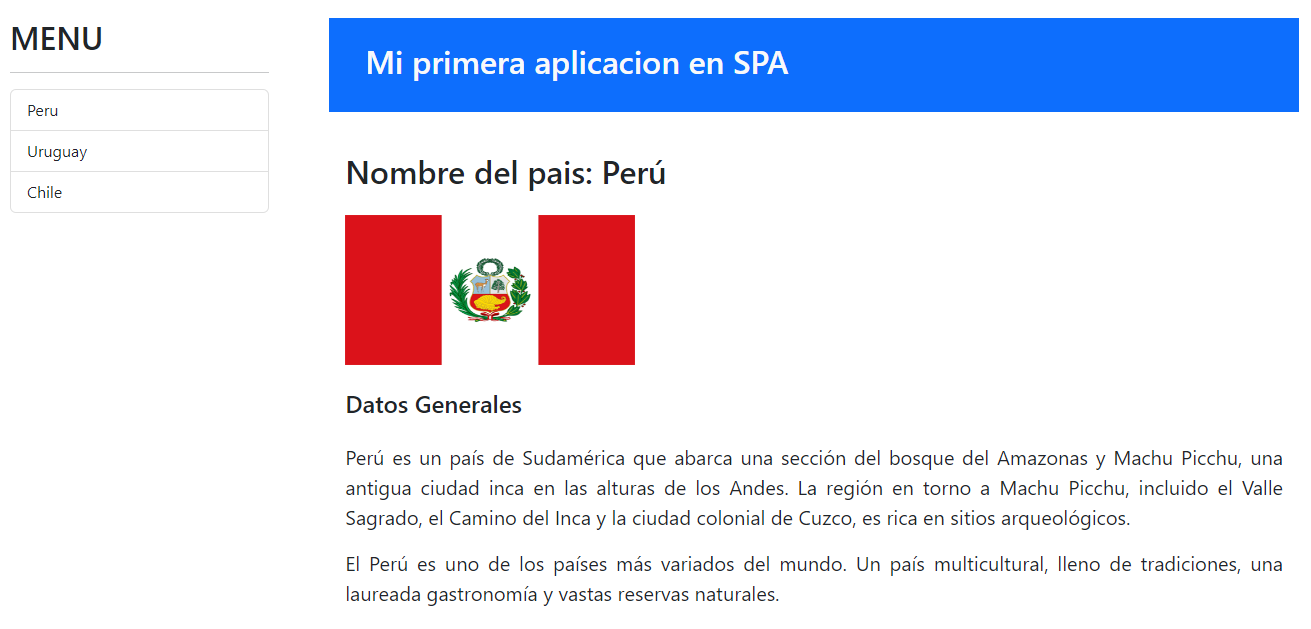 MENU
Peru
Uruguay
Chile
Mi primera aplicacion en SPA
Nombre del pais: Perú
Datos Generales
Perú es un país de Sudamérica que abarca una sección del bosque del Amazonas y Machu Picchu, una
antigua ciudad inca en las alturas de los Andes. La región en torno a Machu Picchu, incluido el Valle
Sagrado, el Camino del Inca y la ciudad colonial de Cuzco, es rica en sitios arqueológicos.
El Perú es uno de los países más variados del mundo. Un país multicultural, lleno de tradiciones, una
laureada gastronomía y vastas reservas naturales.